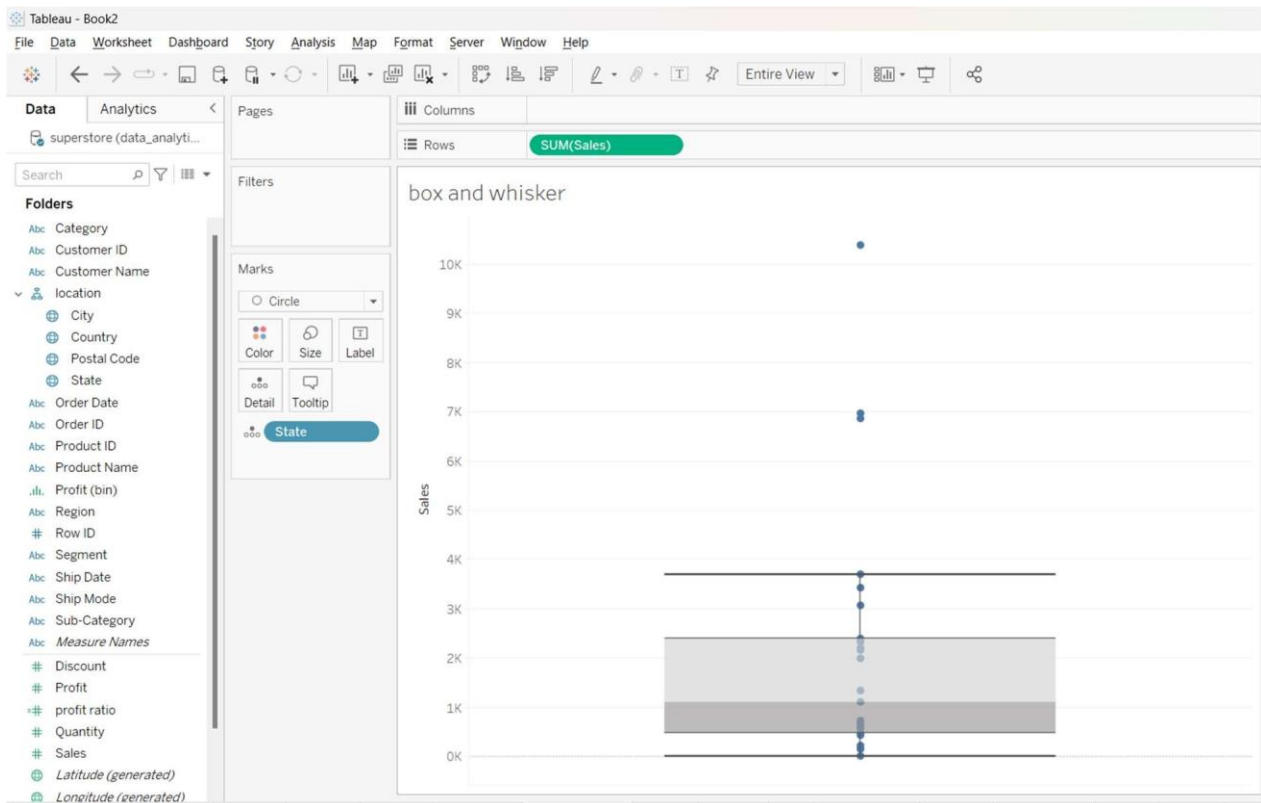 Tableau - Book2
File Data Worksheet Dashboard Story Analysis Map Format Server Window Help
Entire View
Data Analytics
superstore (data_analyti...
Search
Folders
Abc Category
Abc Customer ID
Abc Customer Name
location
City
Country
Postal Code
State
Abc Order Date
Abc Order ID
Abc Product ID
Abc Product Name
Profit (bin)
Abc Region
# Row ID
Abc Segment
Abc Ship Date
Abc Ship Mode
Abc Sub-Category
Abc Measure Names
# Discount
# Profit
=# profit ratio
# Quantity
# Sales
Latitude (generated)
Longitude (generated)
Pages
Filters
Marks
Circle
Color Size Label
Detail Tooltip
State
Columns
Rows SUM(Sales)
box and whisker
10K
9K
8K
7K
6K
5K
4K
3K
2K
1K
0K
Sales